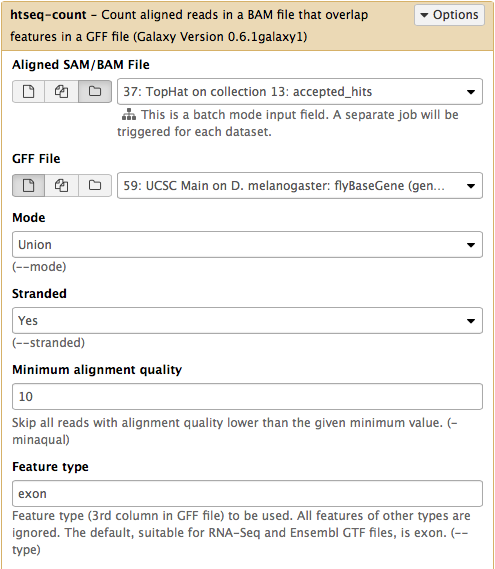 htseq-count – Count aligned reads in a BAM file that overlap
features in a GFF file (Galaxy Version 0.6.1galaxy1)
Options
Aligned SAM/BAM File
37: TopHat on collection 13: accepted_hits
This is a batch mode input field. A separate job will be
triggered for each dataset.
GFF File
59: UCSC Main on D. melanogaster: flyBaseGene (gen...
Mode
Union
(--mode)
Stranded
Yes
(--stranded)
Minimum alignment quality
10
Skip all reads with alignment quality lower than the given minimum value. (-
minaqual)
Feature type
exon
Feature type (3rd column in GFF file) to be used. All features of other types are
ignored. The default, suitable for RNA-Seq and Ensembl GTF files, is exon. (--
type)